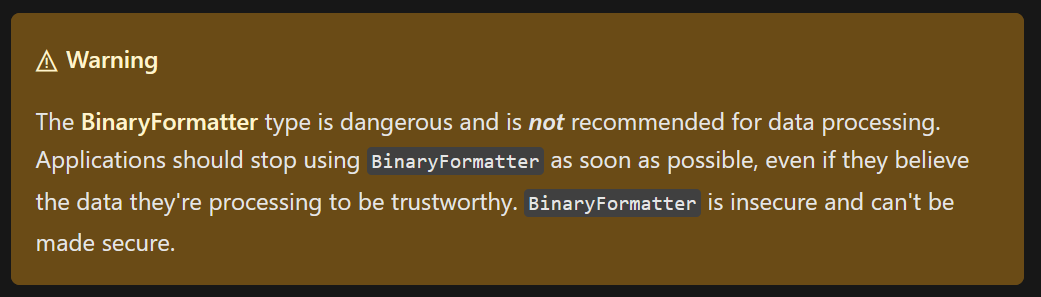 ⚠ Warning
The BinaryFormatter type is dangerous and is not recommended for data processing.
Applications should stop using BinaryFormatter as soon as possible, even if they believe
the data they're processing to be trustworthy. BinaryFormatter is insecure and can't be
made secure.